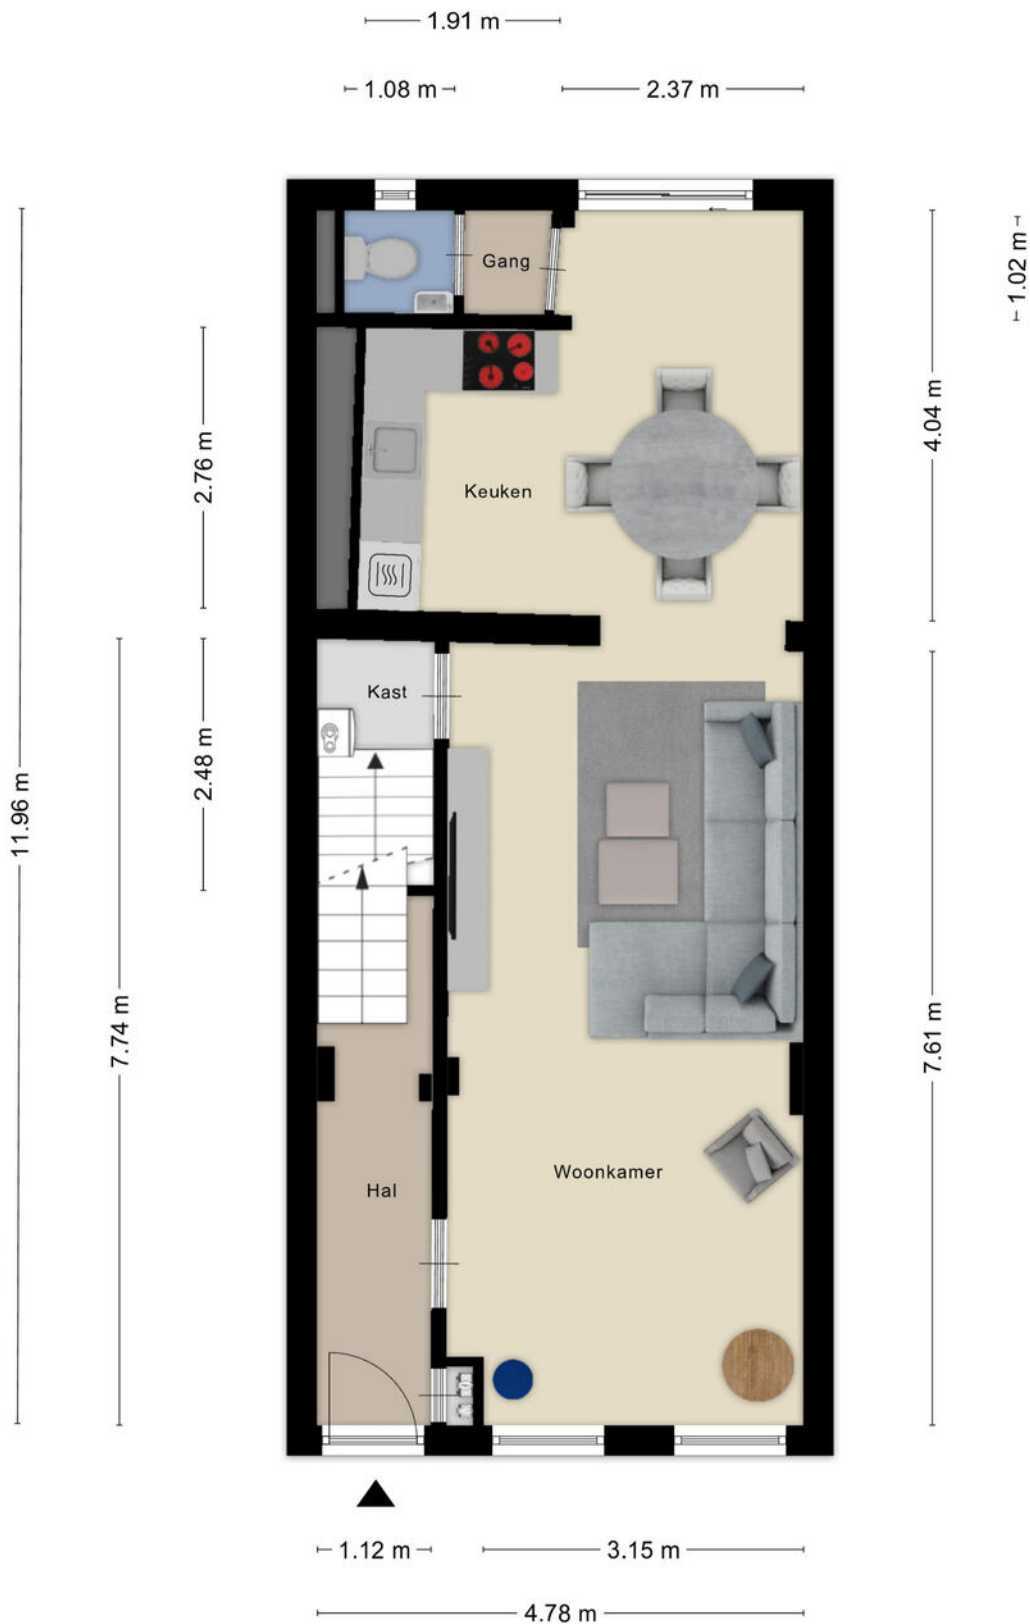 1.91 m
1.08 m
2.37 m
Gang
1.02 m
4.04 m
2.76 m
Keuken
Kast
2.48 m
11.96 m
7.74 m
7.61 m
Woonkamer
Hal
1.12 m
3.15 m
4.78 m